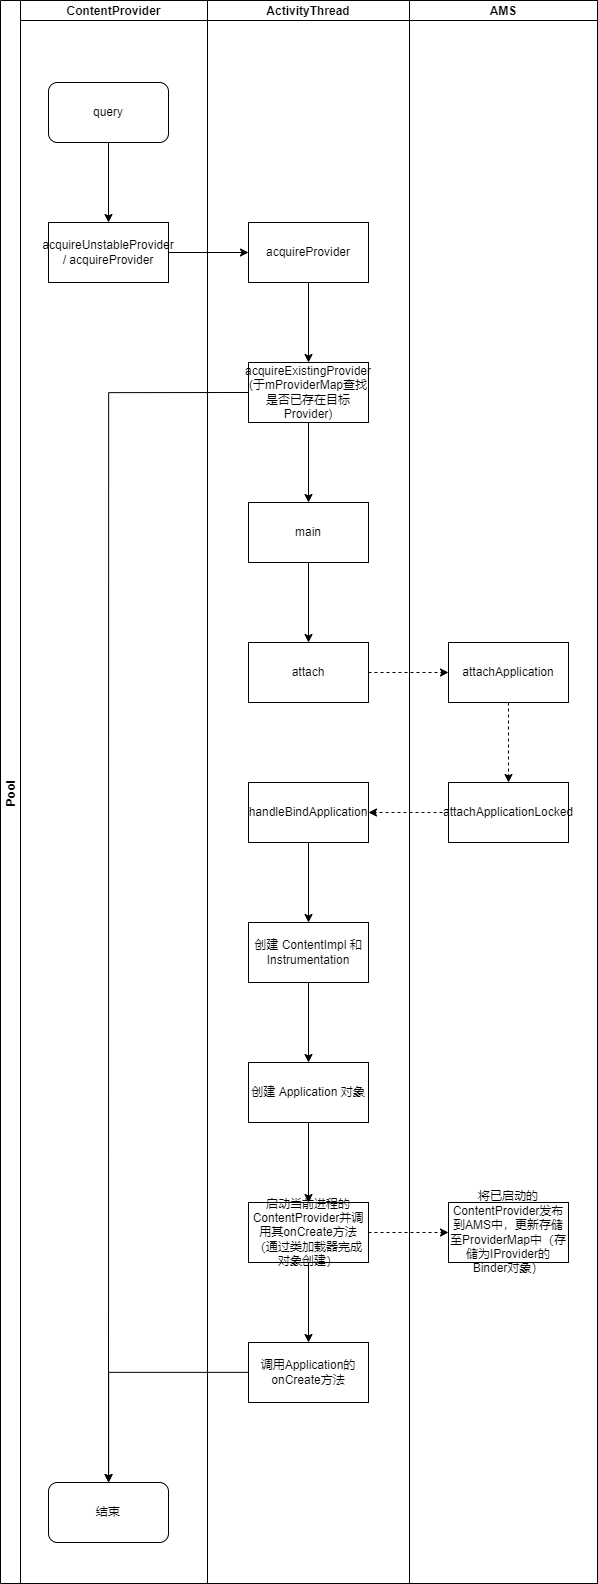 ContentProvider
ActivityThread
AMS
Pool
query
acquireUnstableProvider
/ acquireProvider
acquireProvider
acquireExistingProvider
(于mProviderMap查找
是否已存在目标
Provider)
main
attach
attachApplication
handleBindApplication
attachApplicationLocked
创建 ContentImpl 和
Instrumentation
创建 Application 对象
启动当前进程的
ContentProvider并调
用其onCreate方法
（通过类加载器完成
对象创建）
将已启动的
ContentProvider发布
到AMS中，更新存储
至ProviderMap中（存
储为IProvider的
Binder对象）
调用Application的
onCreate方法
结束